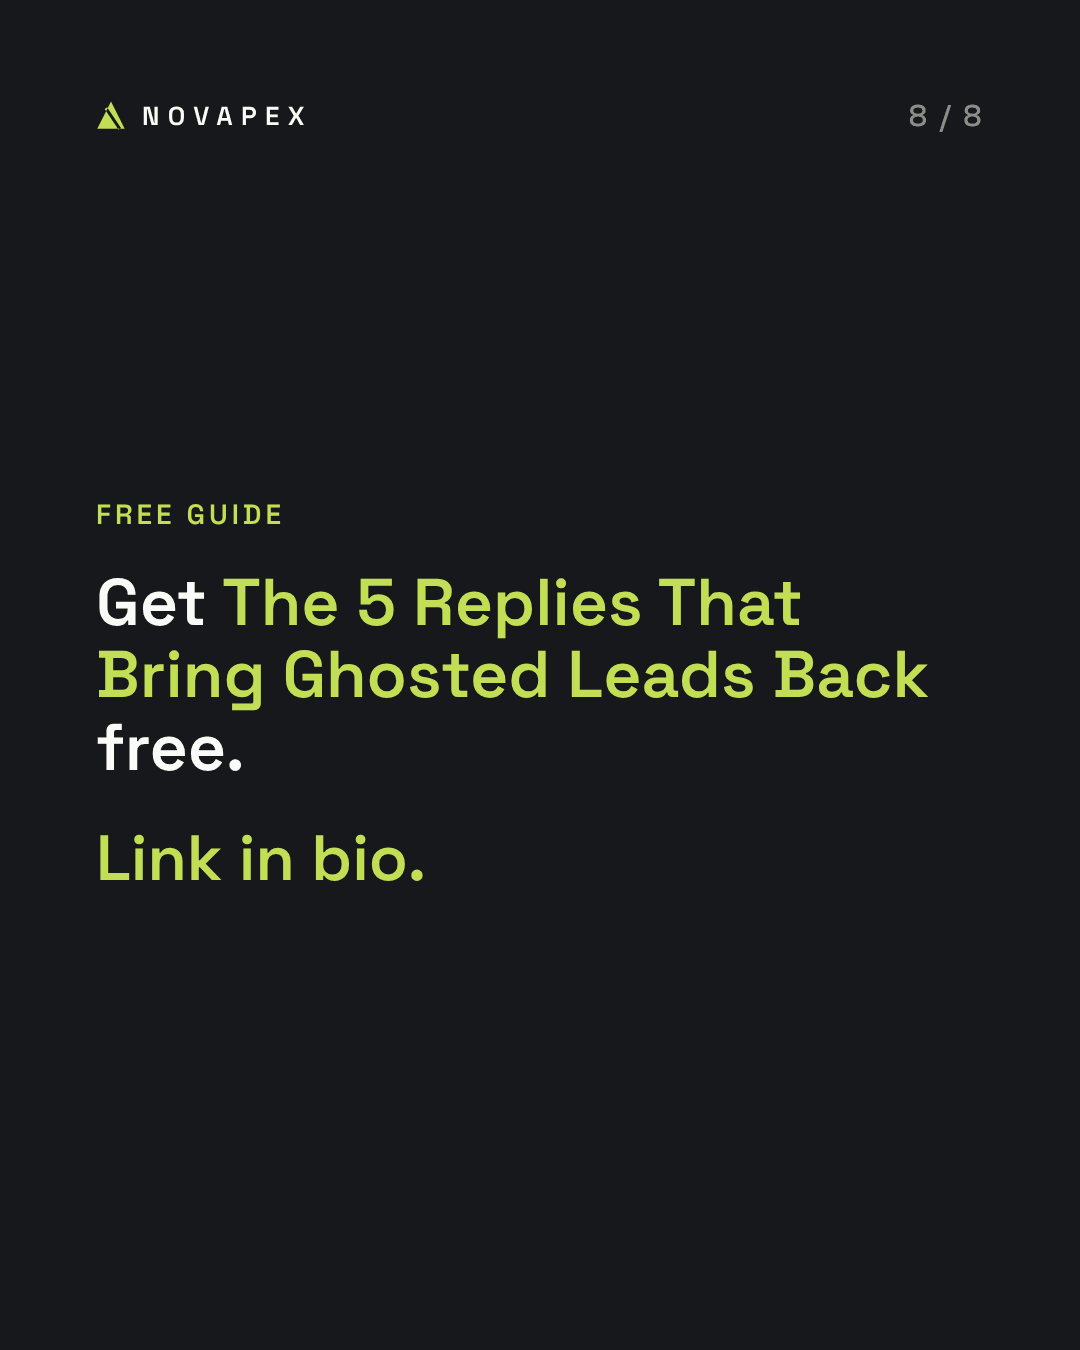 NOVAPEX
8 / 8
FREE GUIDE
Get The 5 Replies That
Bring Ghosted Leads Back
free.
Link in bio.